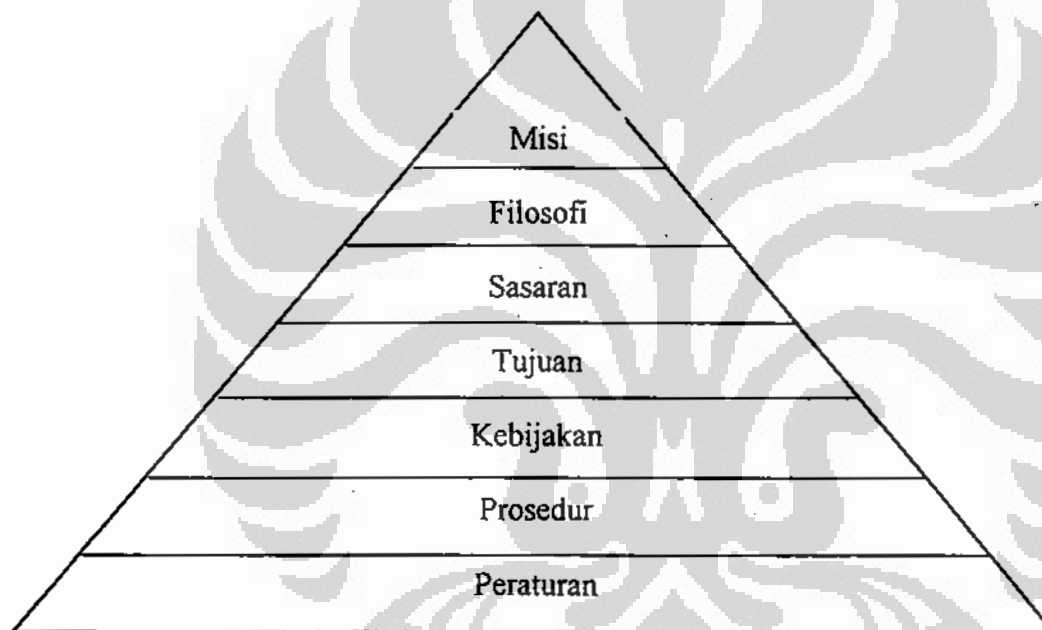 Misi
Filosofi
Sasaran
Tujuan
Kebijakan
Prosedur
Peraturan